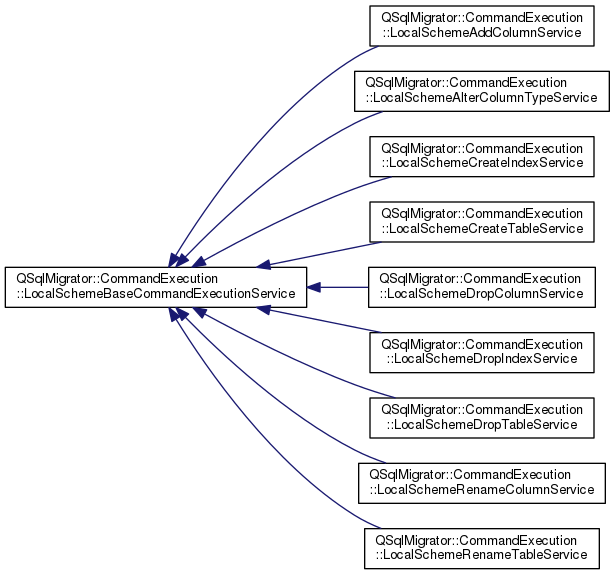 QSqlMigrator::CommandExecution
::LocalSchemeAddColumnService
QSqlMigrator::CommandExecution
::LocalSchemeAlterColumnTypeService
QSqlMigrator::CommandExecution
::LocalSchemeCreateIndexService
QSqlMigrator::CommandExecution
::LocalSchemeCreateTableService
QSqlMigrator::CommandExecution
::LocalSchemeBaseCommandExecutionService
QSqlMigrator::CommandExecution
::LocalSchemeDropColumnService
QSqlMigrator::CommandExecution
::LocalSchemeDropIndexService
QSqlMigrator::CommandExecution
::LocalSchemeDropTableService
QSqlMigrator::CommandExecution
::LocalSchemeRenameColumnService
QSqlMigrator::CommandExecution
::LocalSchemeRenameTableService